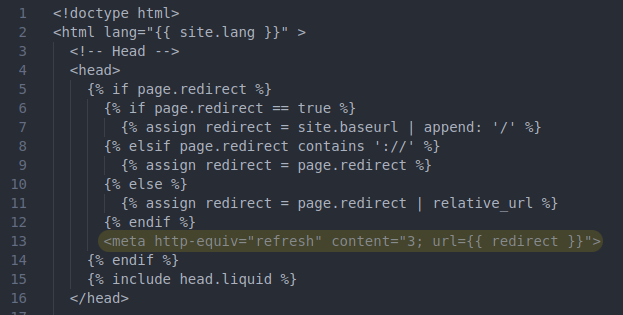 1 <!doctype html>
2 <html lang="{{ site.lang }}" >
3 <!-- Head -->
4 <head>
5 {% if page.redirect %}
6 {% if page.redirect == true %}
7 {% assign redirect = site.baseurl | append: '/' %}
8 {% elsif page.redirect contains '://' %}
9 {% assign redirect = page.redirect %}
10 {% else %}
11 {% assign redirect = page.redirect | relative_url %}
12 {% endif %}
13 <meta http-equiv="refresh" content="3; url={{ redirect }}">
14 {% endif %}
15 {% include head.liquid %}
16 </head>